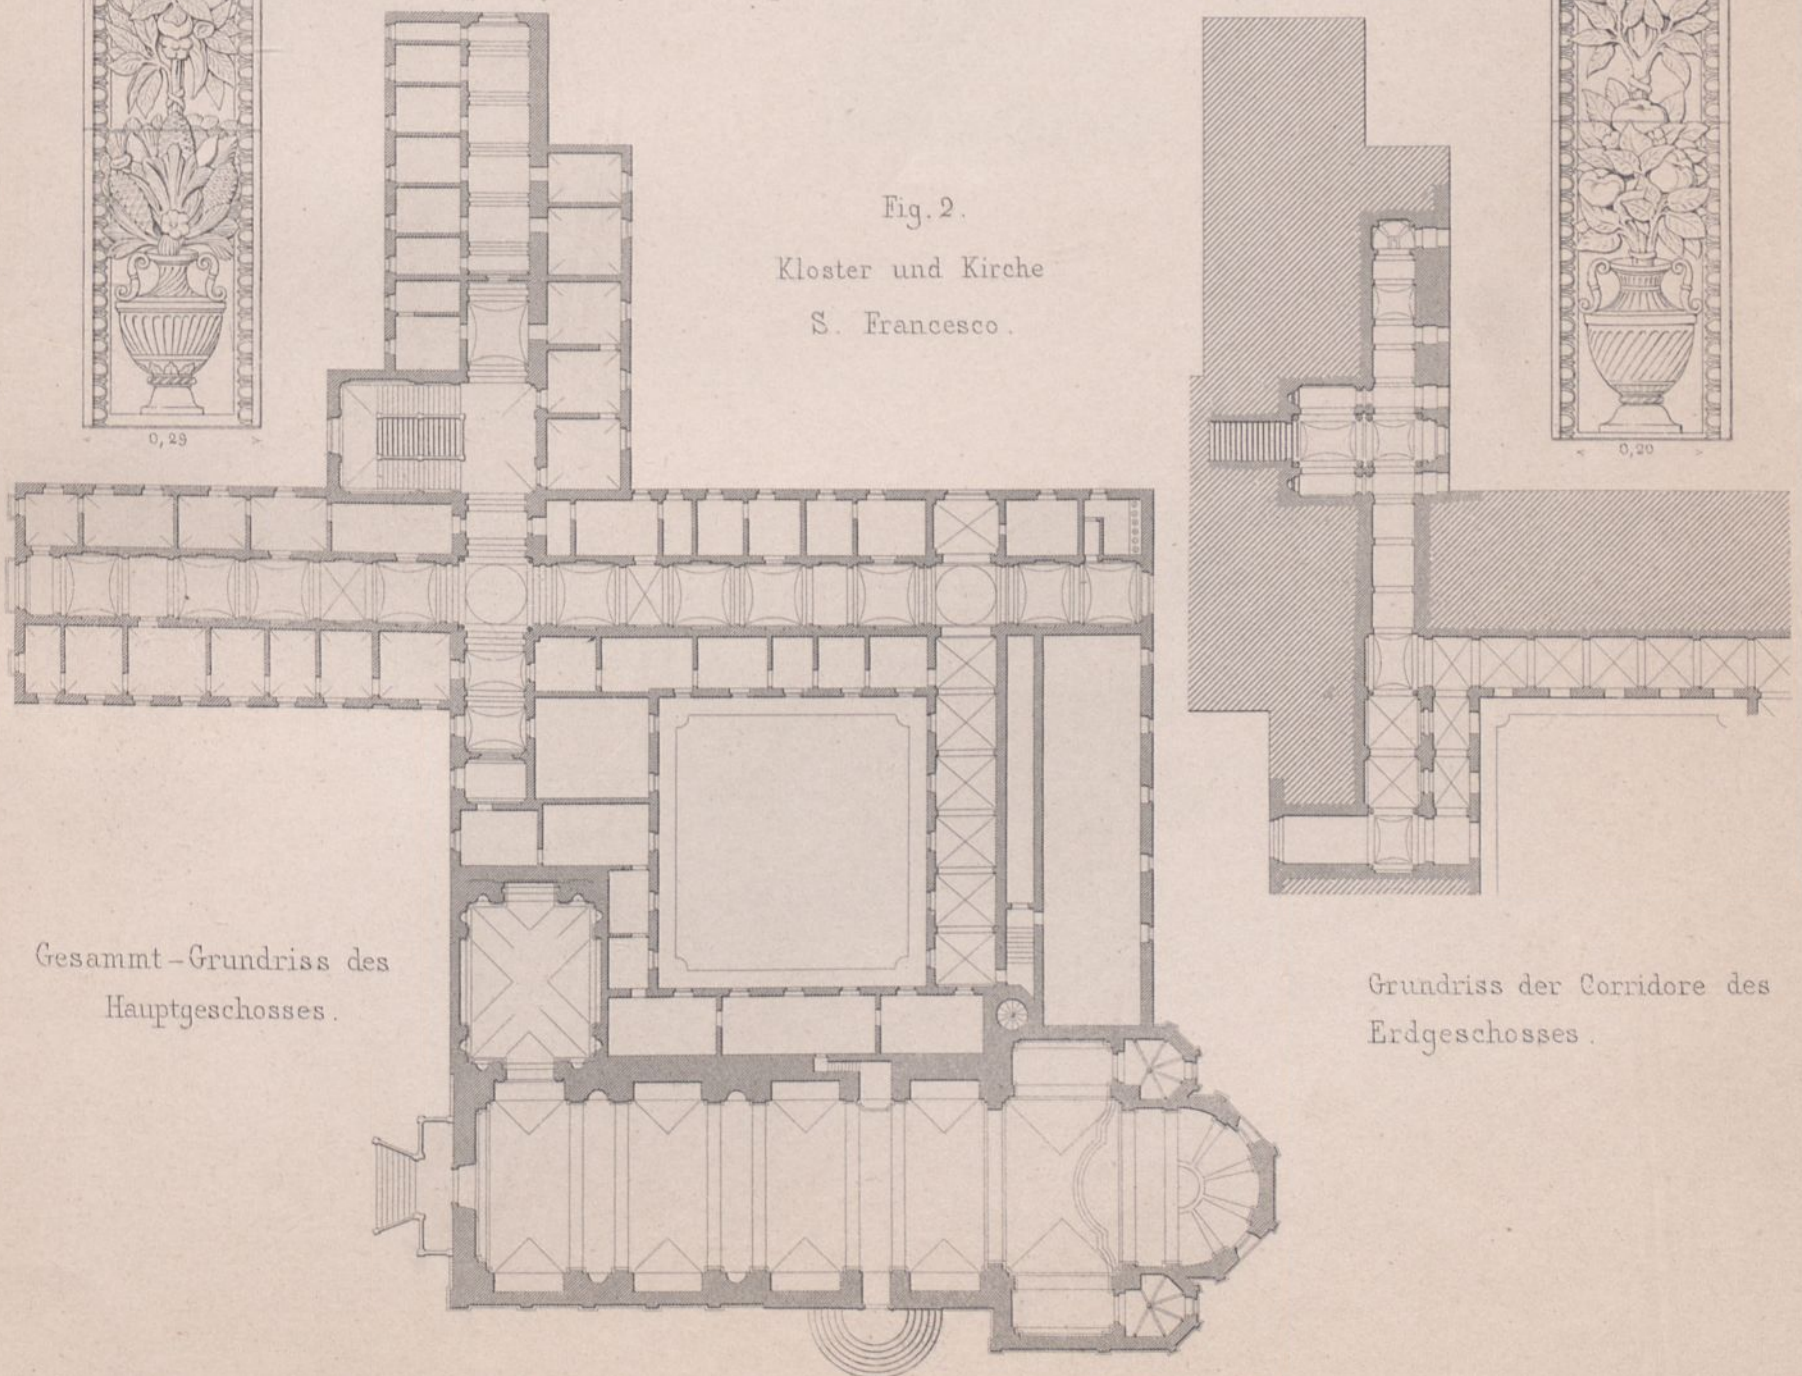 Fig. 2.
Kloster und Kirche
S. Francesco.
0,29
0,20
Gesammt-Grundriss des
Hauptgeschosses.
Grundriss der Corridore des
Erdgeschosses.